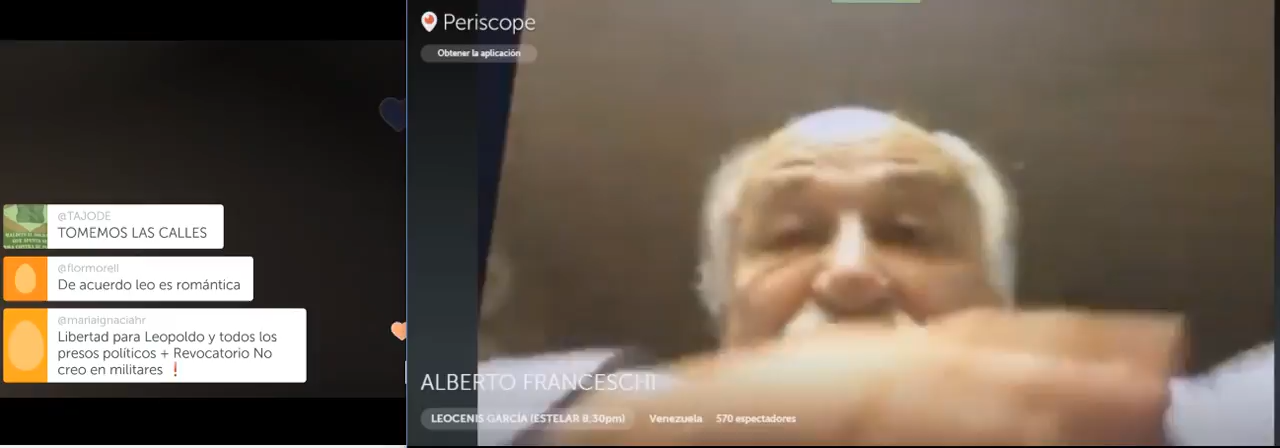 @TAJODE
TOMEMOS LAS CALLES
@flormorell
De acuerdo leo es romántica
@mariaignaciahr
Libertad para Leopoldo y todos los
presos políticos + Revocatorio No
creo en militares ❗
Periscope
Obtener la aplicación
ALBERTO FRANCESCHI
LEOCENIS GARCÍA (ESTELAR 8:30pm) Venezuela 570 espectadores